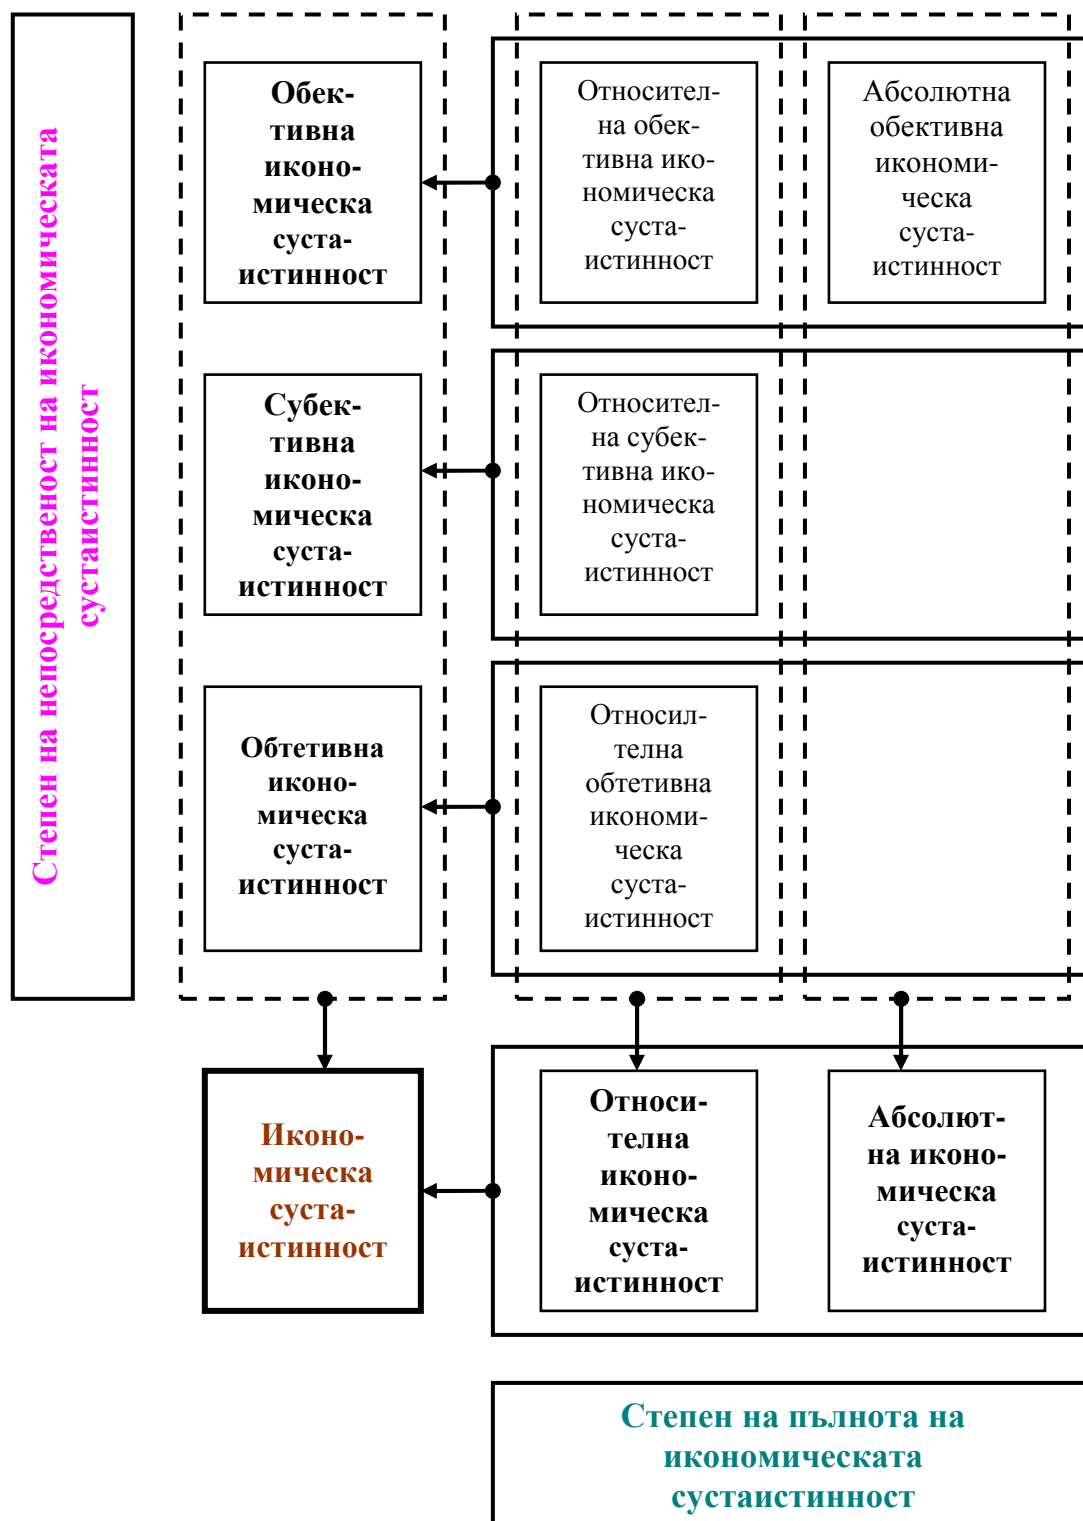 Степен на непосредственост на икономическата
сустаистинност
Обек-
тивна
иконо-
мическа
суста-
истинност
Относител-
на обек-
тивна ико-
номическа
суста-
истинност
Абсолютна
обективна
икономи-
ческа
суста-
истинност
Субек-
тивна
иконо-
мическа
суста-
истинност
Относител-
на субек-
тивна ико-
номическа
суста-
истинност
Обтетивна
иконо-
мическа
суста-
истинност
Относил-
телна
обтетивна
икономи-
ческа
суста-
истинност
Иконо-
мическа
суста-
истинност
Относи-
телна
иконо-
мическа
суста-
истинност
Абсолют-
на иконо-
мическа
суста-
истинност
Степен на пълнота на
икономическата
сустаистинност